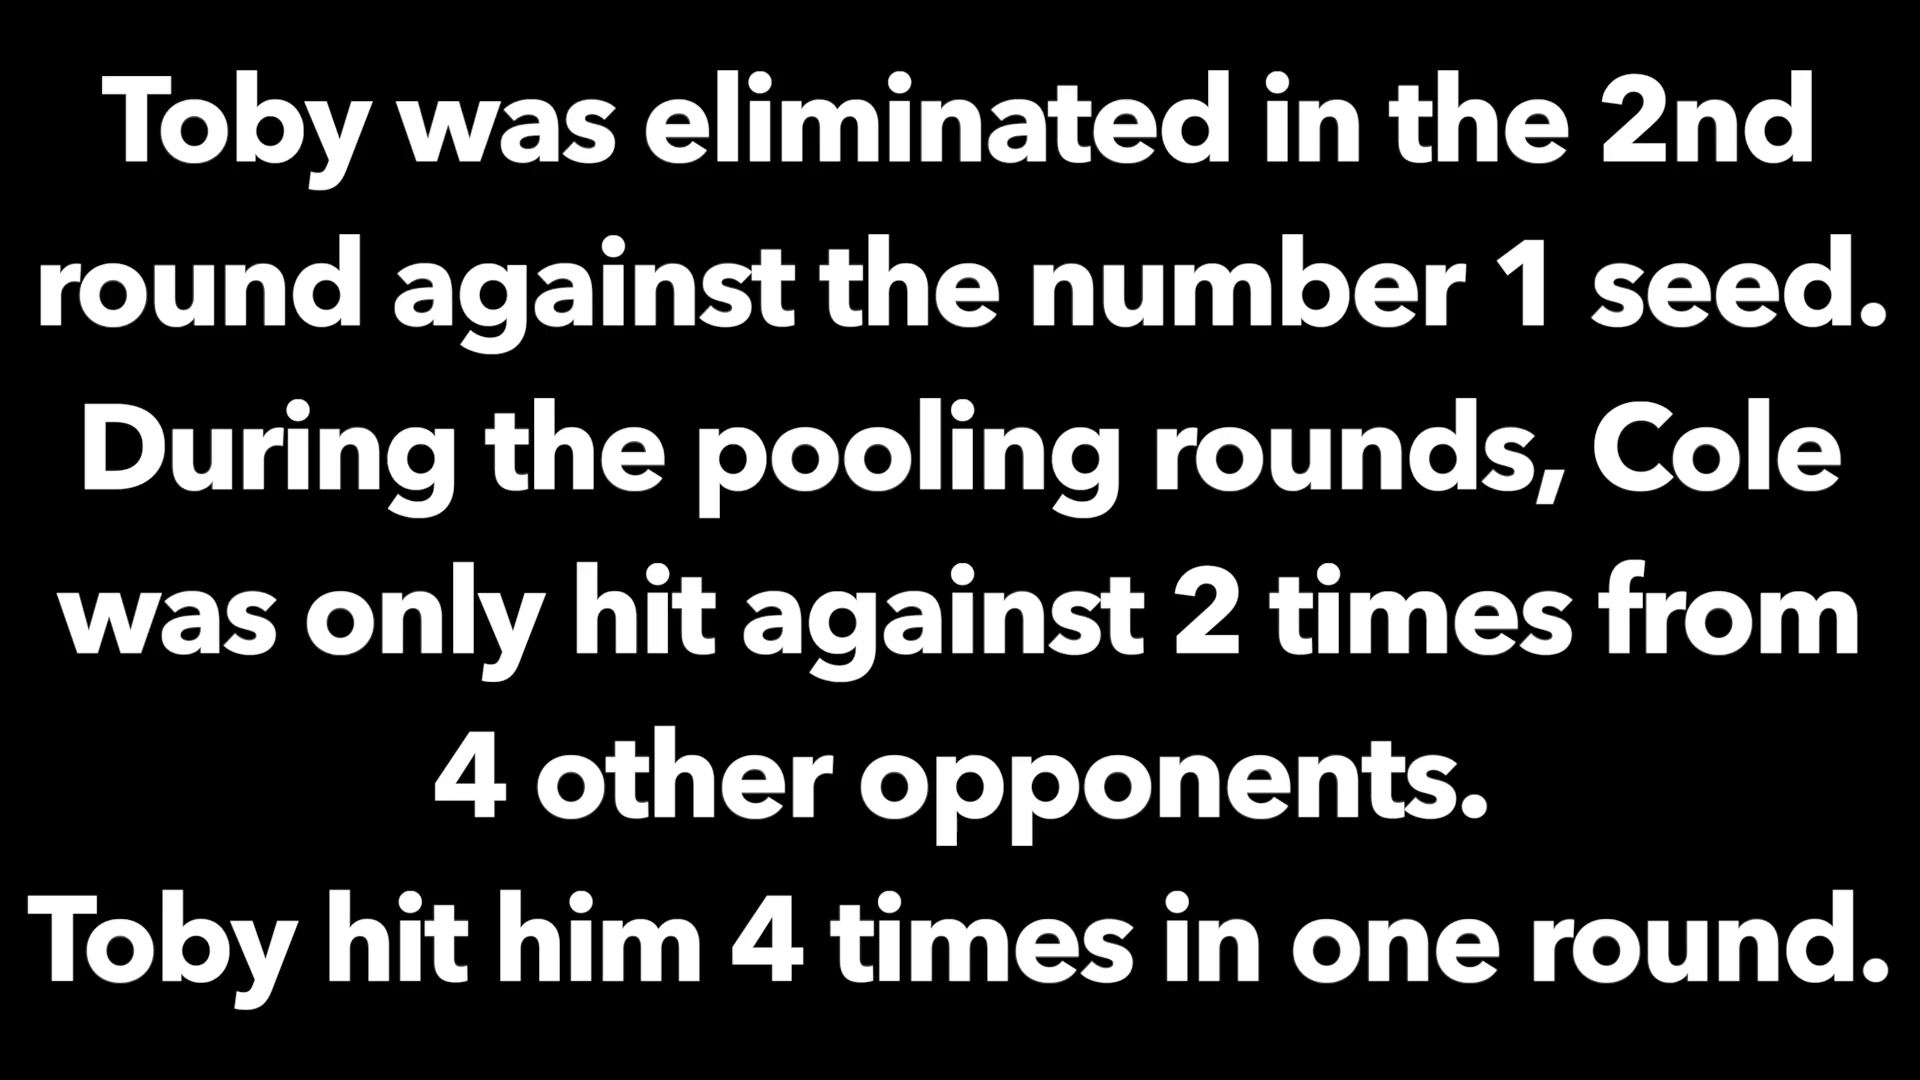 Toby was eliminated in the 2nd
round against the number 1 seed.
During the pooling rounds, Cole
was only hit against 2 times from
4 other opponents.
Toby hit him 4 times in one round.